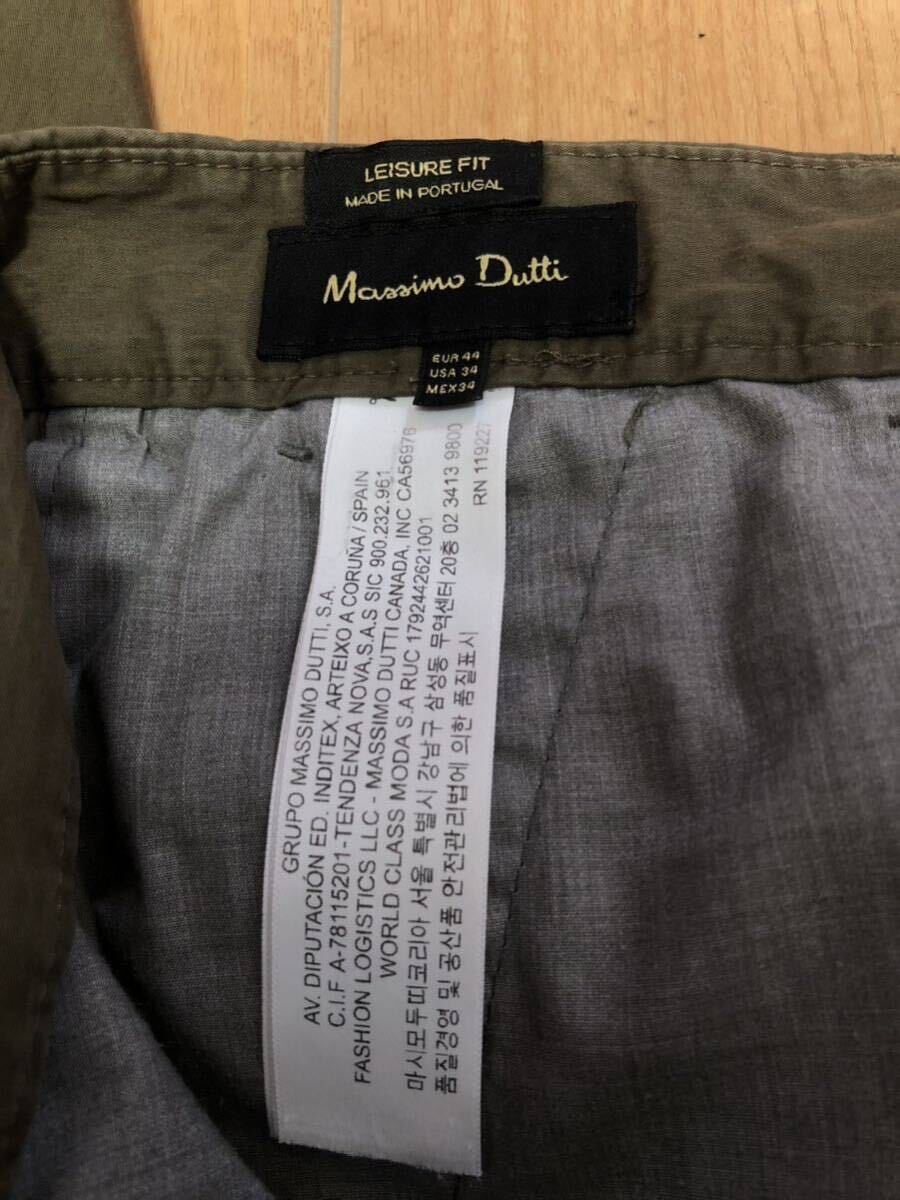 LEISURE FIT
MADE IN PORTUGAL
Massimo Dutti
EUR 44
USA 34
MEX34
GRUPO MASSIMO DUTTI, S.A.
AV. DIPUTACIÓN ED. INDITEX, ARTEIXO A CORUÑA / SPAIN
C.I.F A-78115201-TENDENZA NOVA,S.A.S SIC 900.232.961
FASHION LOGISTICS LLC - MASSIMO DUTTI CANADA, INC CA56976
WORLD CLASS MODA S.A RUC 1792442621001
마시모두띠코리아 서울 특별시 강남구 삼성동 무역센터 20층 02 3413 9800
품질경영 및 공산품 안전관리법에 의한 품질표시
RN 119227